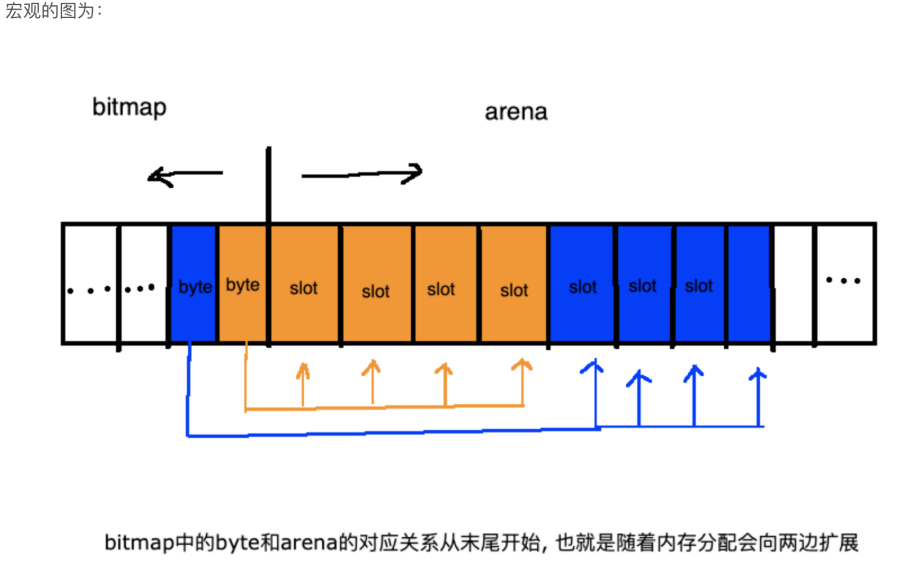 宏观的图为:
bitmap
arena
.... ....
byte
byte
slot
slot
slot
slot
slot
slot
slot
...
bitmap中的byte和arena的对应关系从末尾开始, 也就是随着内存分配会向两边扩展